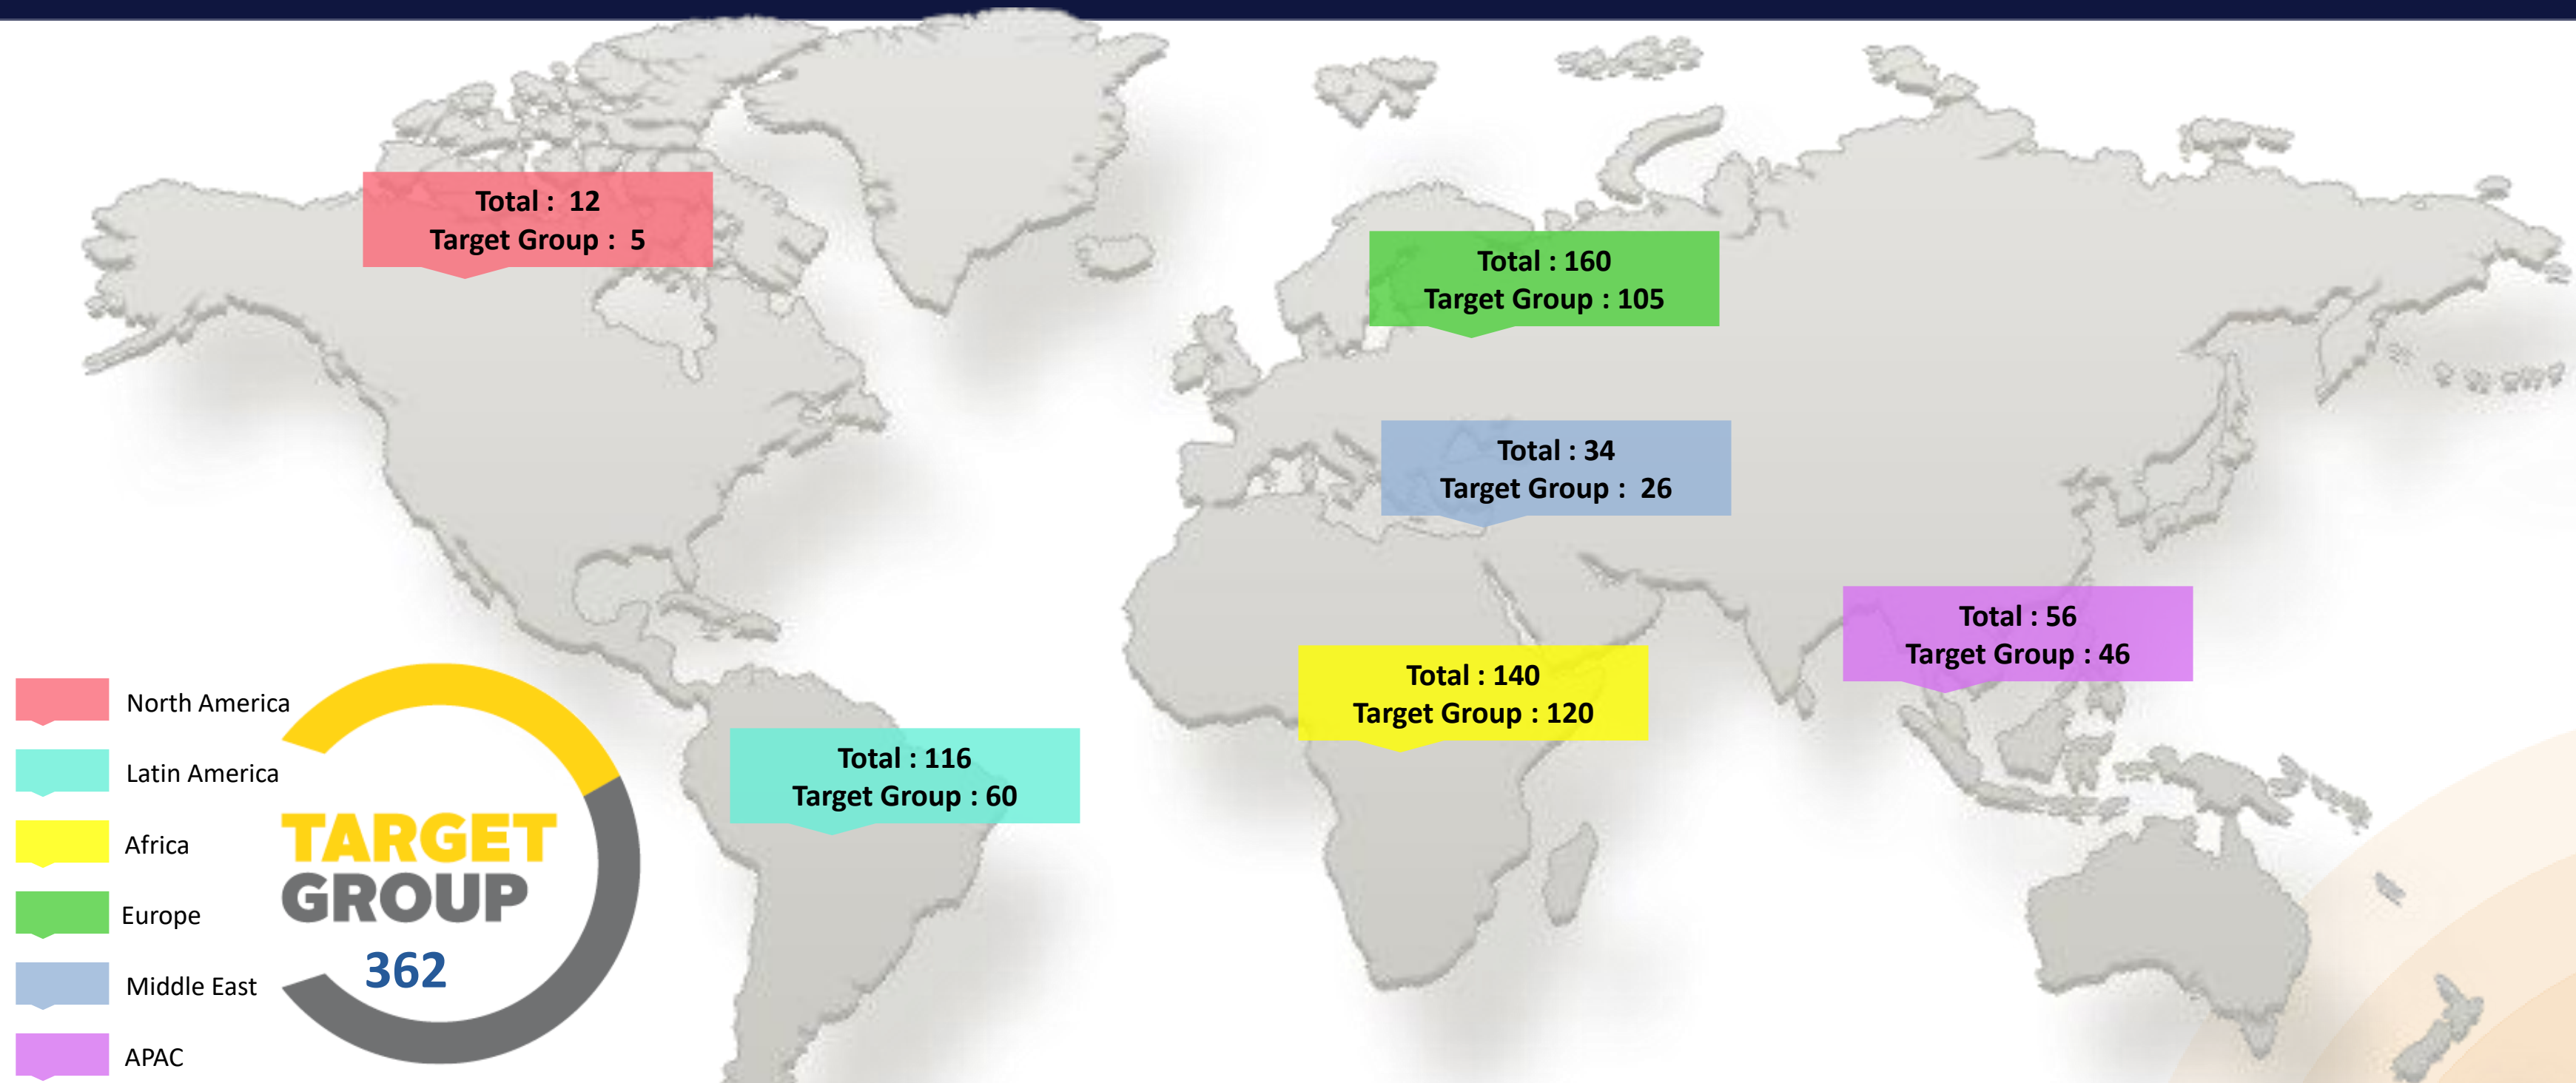 Total : 12
Target Group : 5
Total : 160
Target Group : 105
Total : 34
Target Group : 26
Total : 56
Target Group : 46
Total : 140
Target Group : 120
Total : 116
Target Group : 60
North America
Latin America
Africa
Europe
Middle East
APAC
TARGET
GROUP
362